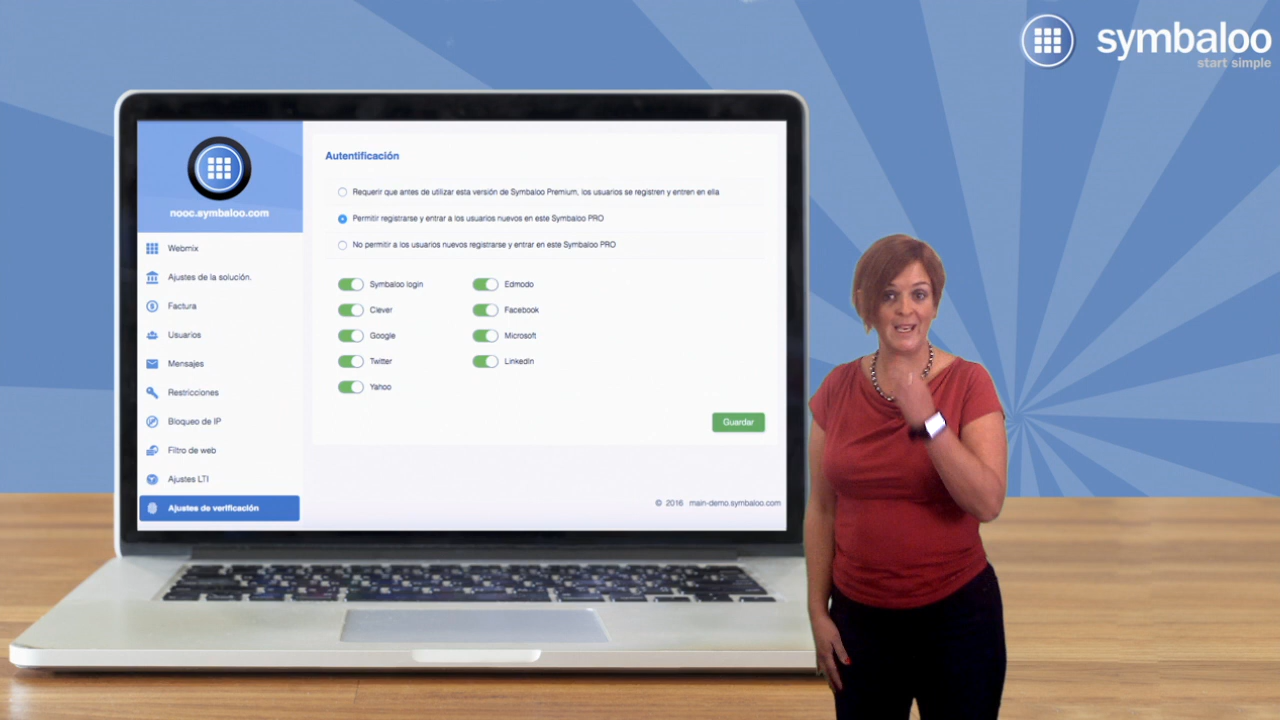 symbaloo
start simple
nooc.symbaloo.com
Webmix
Ajustes de la solución.
Factura
Usuarios
Mensajes
Restricciones
Bloqueo de IP
Filtro de web
Ajustes LTI
Ajustes de verificación
Autentificación
Requerir que antes de utilizar esta versión de Symbaloo Premium, los usuarios se registren y entren en ella
Permitir registrarse y entrar a los usuarios nuevos en este Symbaloo PRO
No permitir a los usuarios nuevos registrarse y entrar en este Symbaloo PRO
Symbaloo login
Edmodo
Clever
Facebook
Google
Microsoft
Twitter
LinkedIn
Yahoo
Guardar
© 2016 main-demo.symbaloo.com